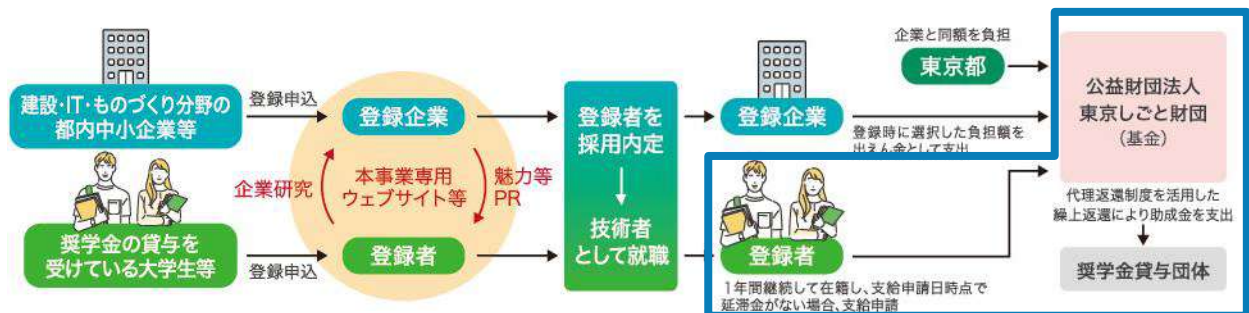 建設・IT・ものづくり分野の
都内中小企業等
奨学金の貸与を
受けている大学生等
登録申込
登録申込
登録企業
企業研究
本事業専用
ウェブサイト等
魅力等
PR
登録者
登録者を
採用内定
技術者
として就職
企業と同額を負担
東京都
登録企業
登録時に選択した負担額を
出えん金として支出
登録者
1年間継続して在籍し、支給申請日時点で
延滞金がない場合、支給申請
公益財団法人
東京しごと財団
（基金）
代理返還制度を活用した
繰上返還により助成金を支出
奨学金貸与団体